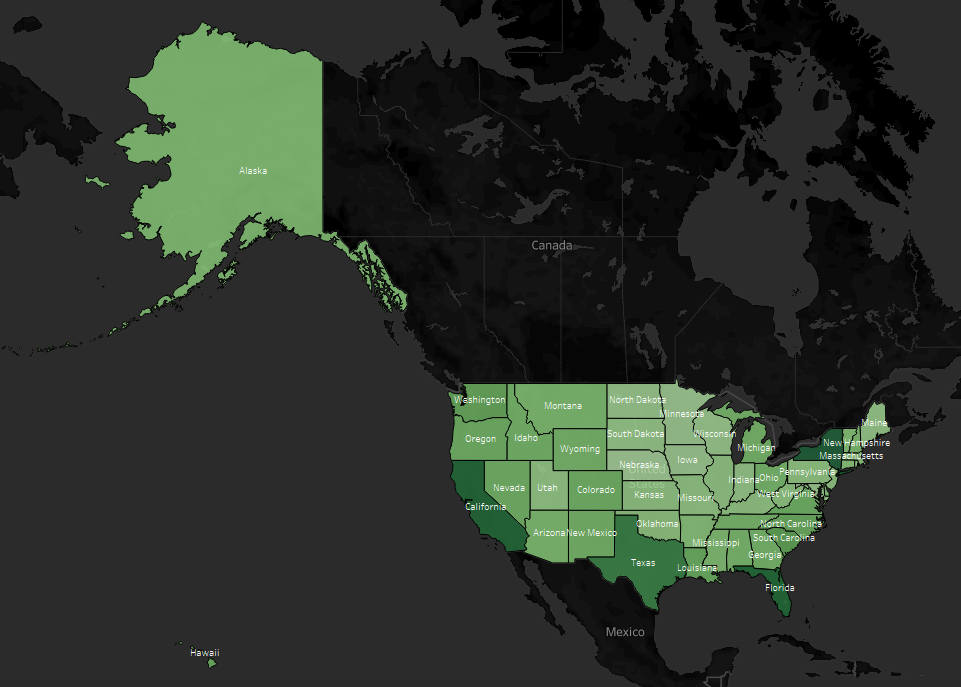 Alaska
Canada
Washington
Montana
North Dakota
Minnesota
Maine
Oregon
Idaho
South Dakota
Wisconsin
New Hampshire
Wyoming
Michigan
Massachusetts
Nebraska
Iowa
United
States
Pennsylvania
Nevada
Utah
Colorado
Kansas
Missouri
Indiana
Ohio
West Virginia
California
Oklahoma
North Carolina
Arizona
New Mexico
Mississippi
South Carolina
Georgia
Texas
Louisiana
Florida
Mexico
Hawaii